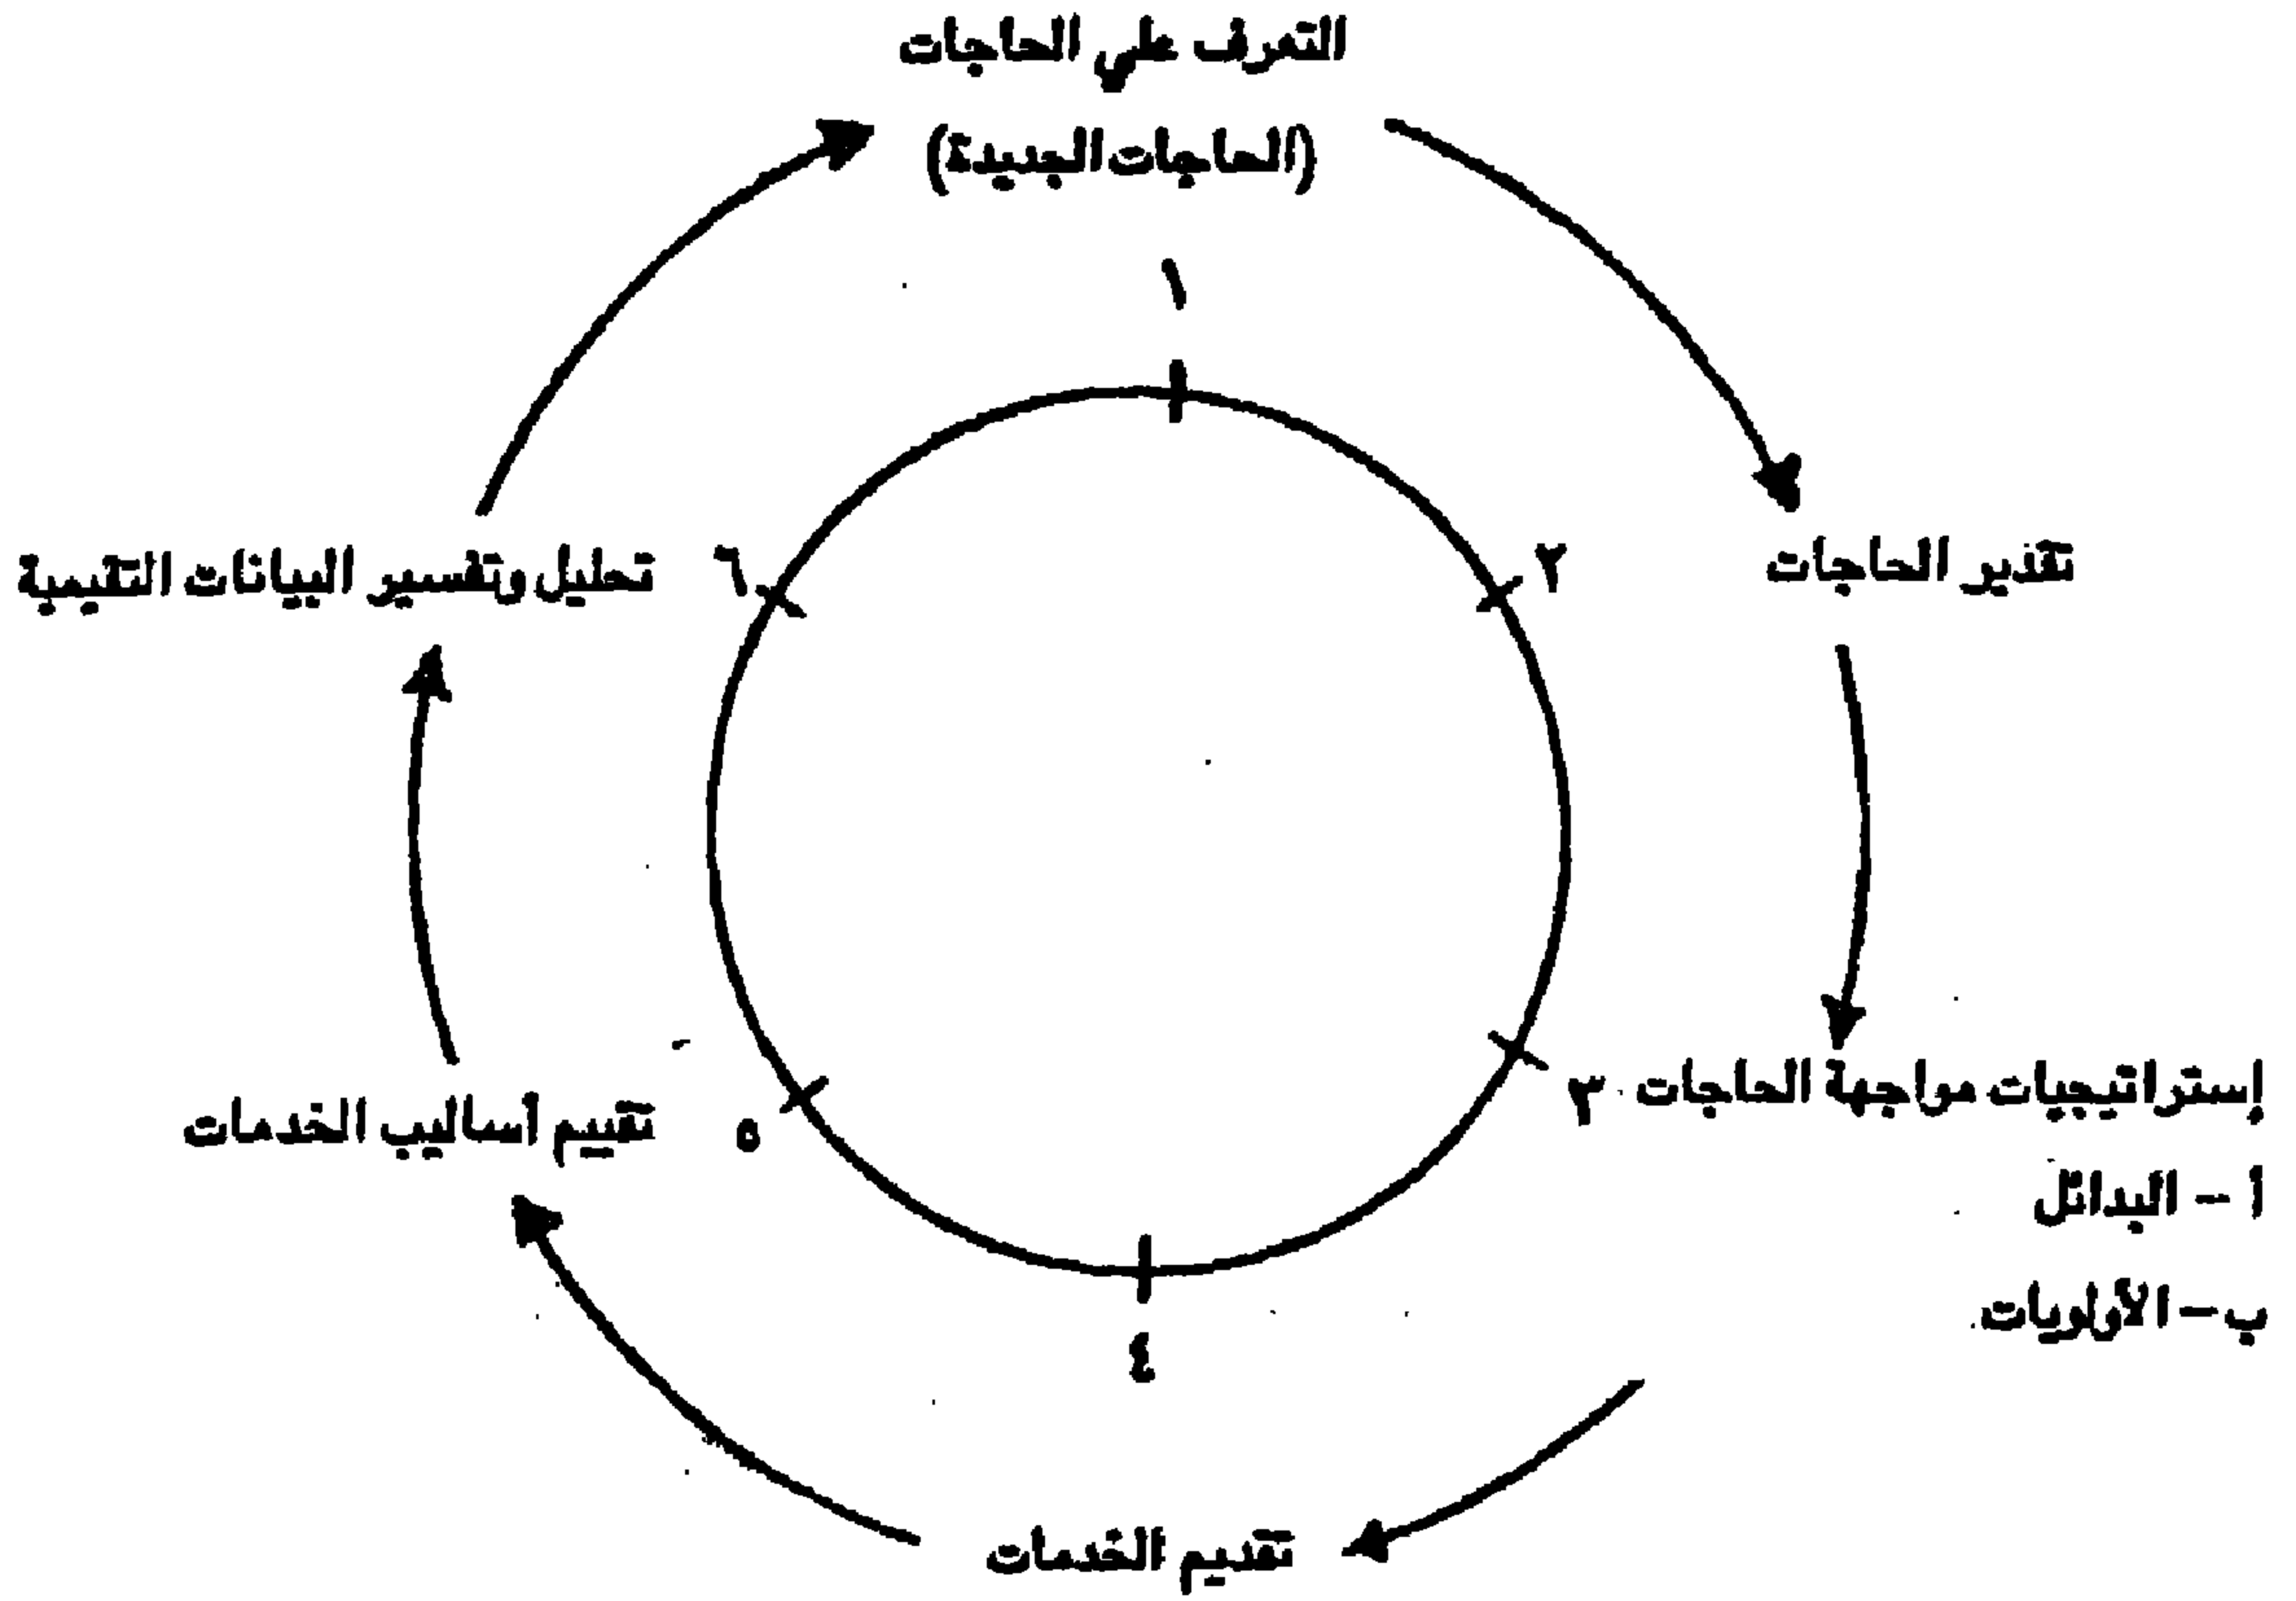 التعرف علي الحاجات
(الحاجات الجديدة)
١
٢
تقدير الحاجات
٣
إستراتيجيات مواجهة الحاجات
أ - البدائل
ب - الأولويات
٤
تقديم الخدمات
٥
تقييم أساليب الخدمات
٦
تحليل وتفسير البيانات التقييمية